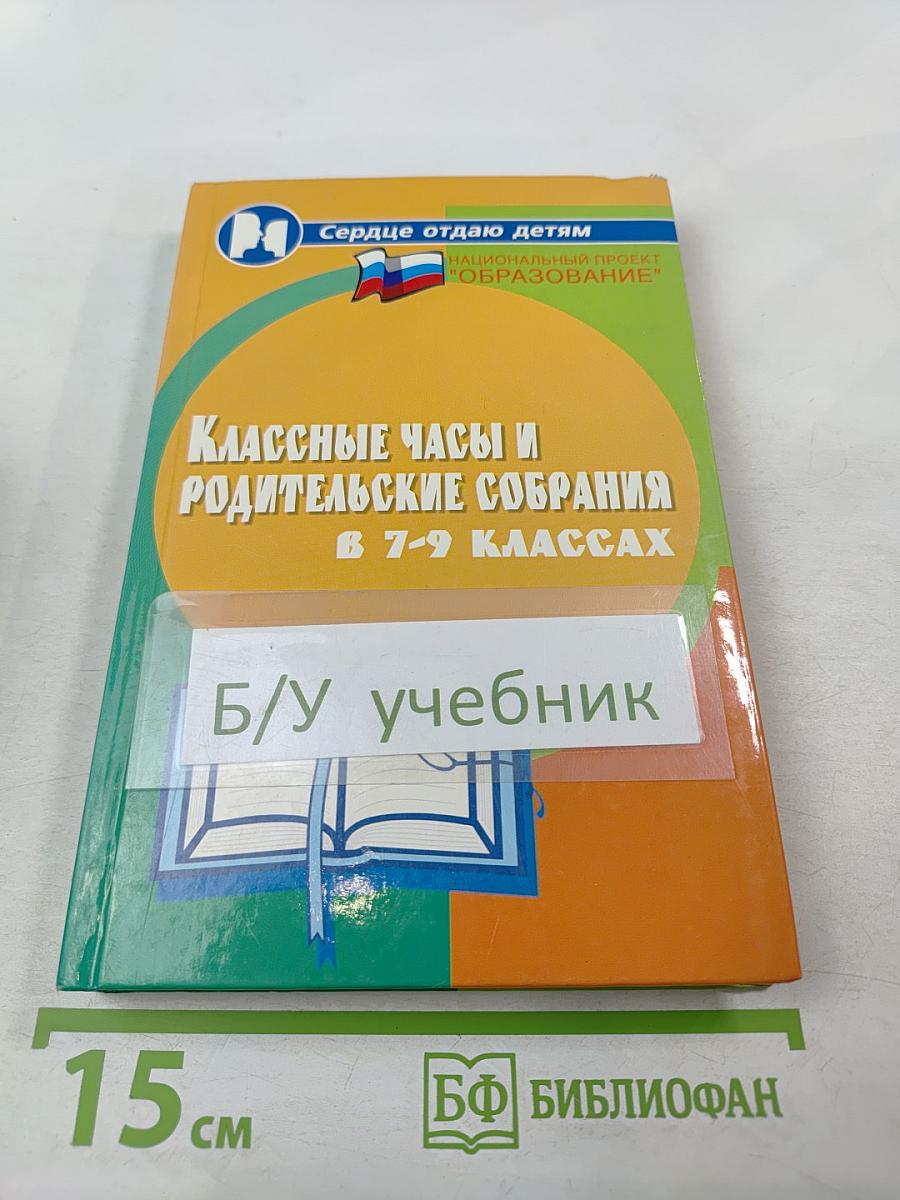 Сердце отдаю детям
НАЦИОНАЛЬНЫЙ ПРОЕКТ
"ОБРАЗОВАНИЕ"
Классные часы и
родительские собрания
в 7-9 классах
Б/У учебник
15 см
БФ БИБЛИОФАН